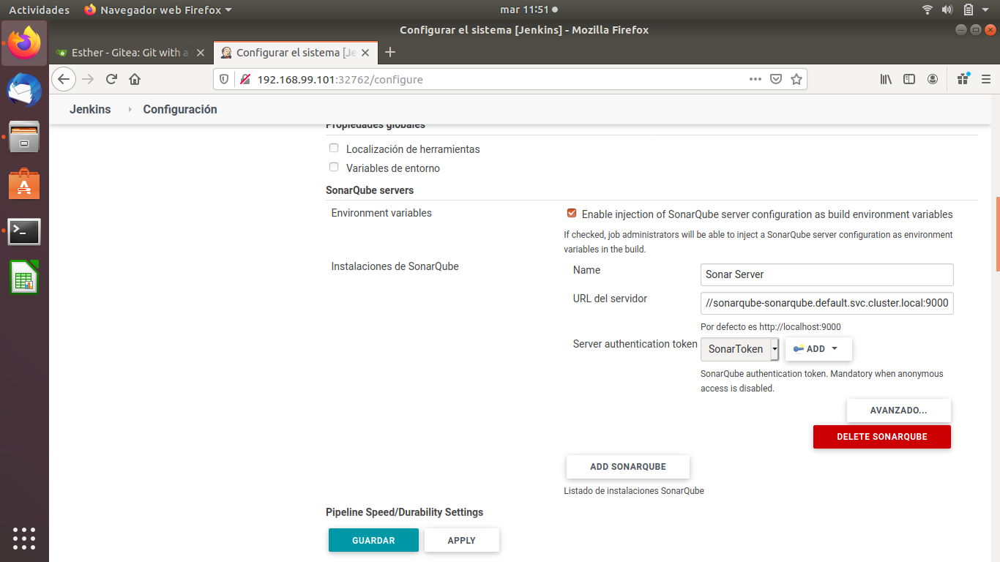 Actividades
Navegador web Firefox
mar 11:51
Configurar el sistema [Jenkins] - Mozilla Firefox
Esther - Gitea: Git with a
Configurar el sistema [Je
192.168.99.101:32762/configure
Jenkins
Configuración
Propiedades globales
Localización de herramientas
Variables de entorno
SonarQube servers
Environment variables
Enable injection of SonarQube server configuration as build environment variables
If checked, job administrators will be able to inject a SonarQube server configuration as environment
variables in the build.
Instalaciones de SonarQube
Name
Sonar Server
URL del servidor
//sonarqube-sonarqube.default.svc.cluster.local:9000
Por defecto es http://localhost:9000
Server authentication token
SonarToken
ADD
SonarQube authentication token. Mandatory when anonymous
access is disabled.
AVANZADO...
DELETE SONARQUBE
ADD SONARQUBE
Listado de instalaciones SonarQube
Pipeline Speed/Durability Settings
GUARDAR
APPLY